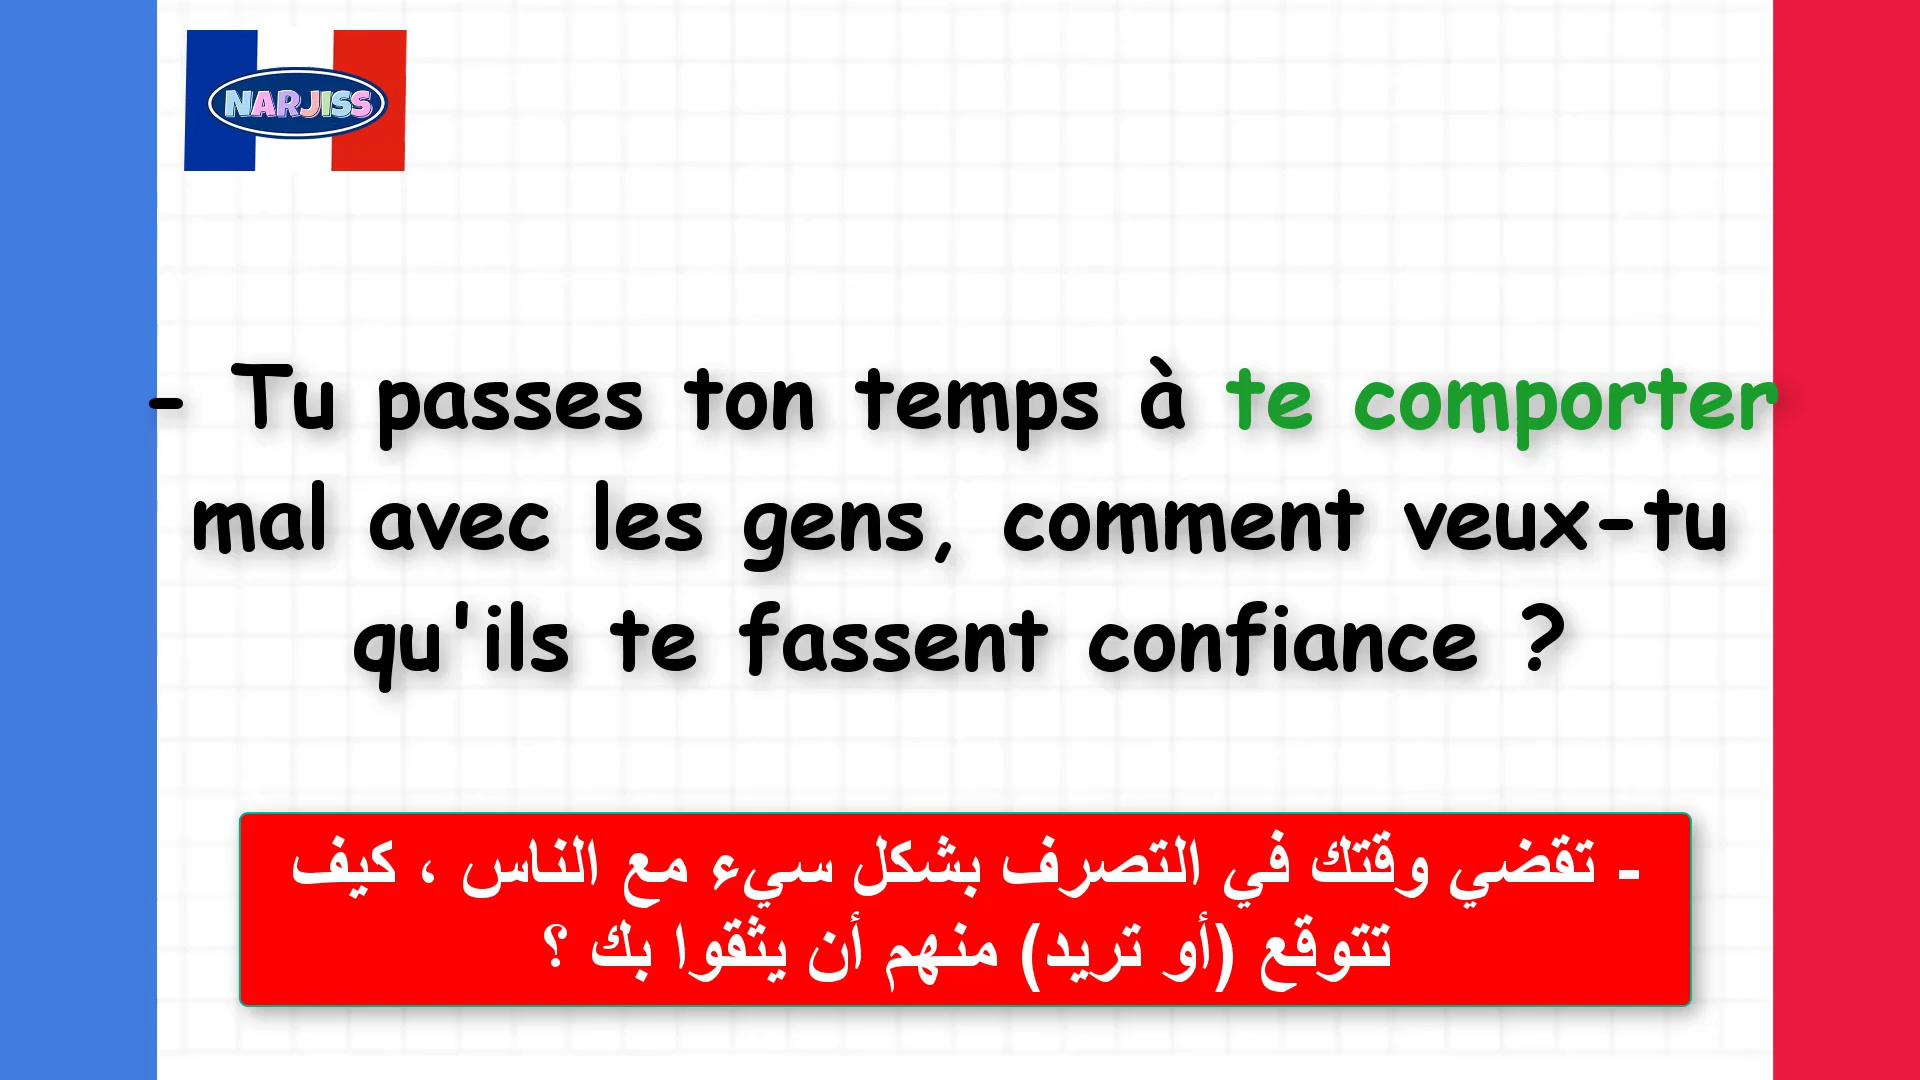 NARJISS
- Tu passes ton temps à te comporter
mal avec les gens, comment veux-tu
qu'ils te fassent confiance ?
- تقضي وقتك في التصرف بشكل سيء مع الناس ، كيف
تتوقع (أو تريد) منهم أن يثقوا بك ؟